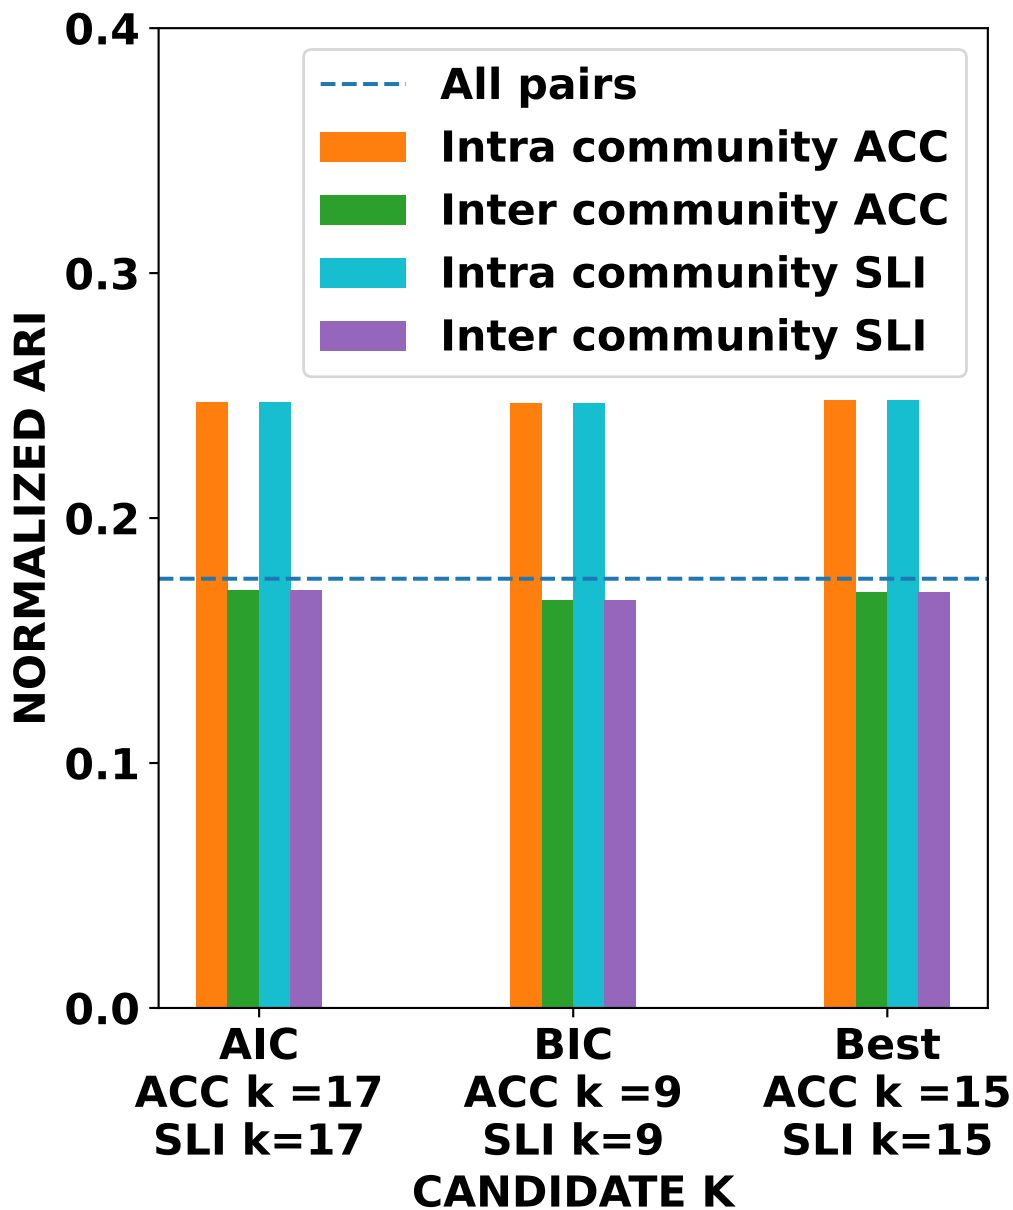 0.4
0.3
0.2
0.1
0.0
NORMALIZED ARI
All pairs
Intra community ACC
Inter community ACC
Intra community SLI
Inter community SLI
AIC
ACC k =17
SLI k=17
BIC
ACC k =9
SLI k=9
Best
ACC k =15
SLI k=15
CANDIDATE K